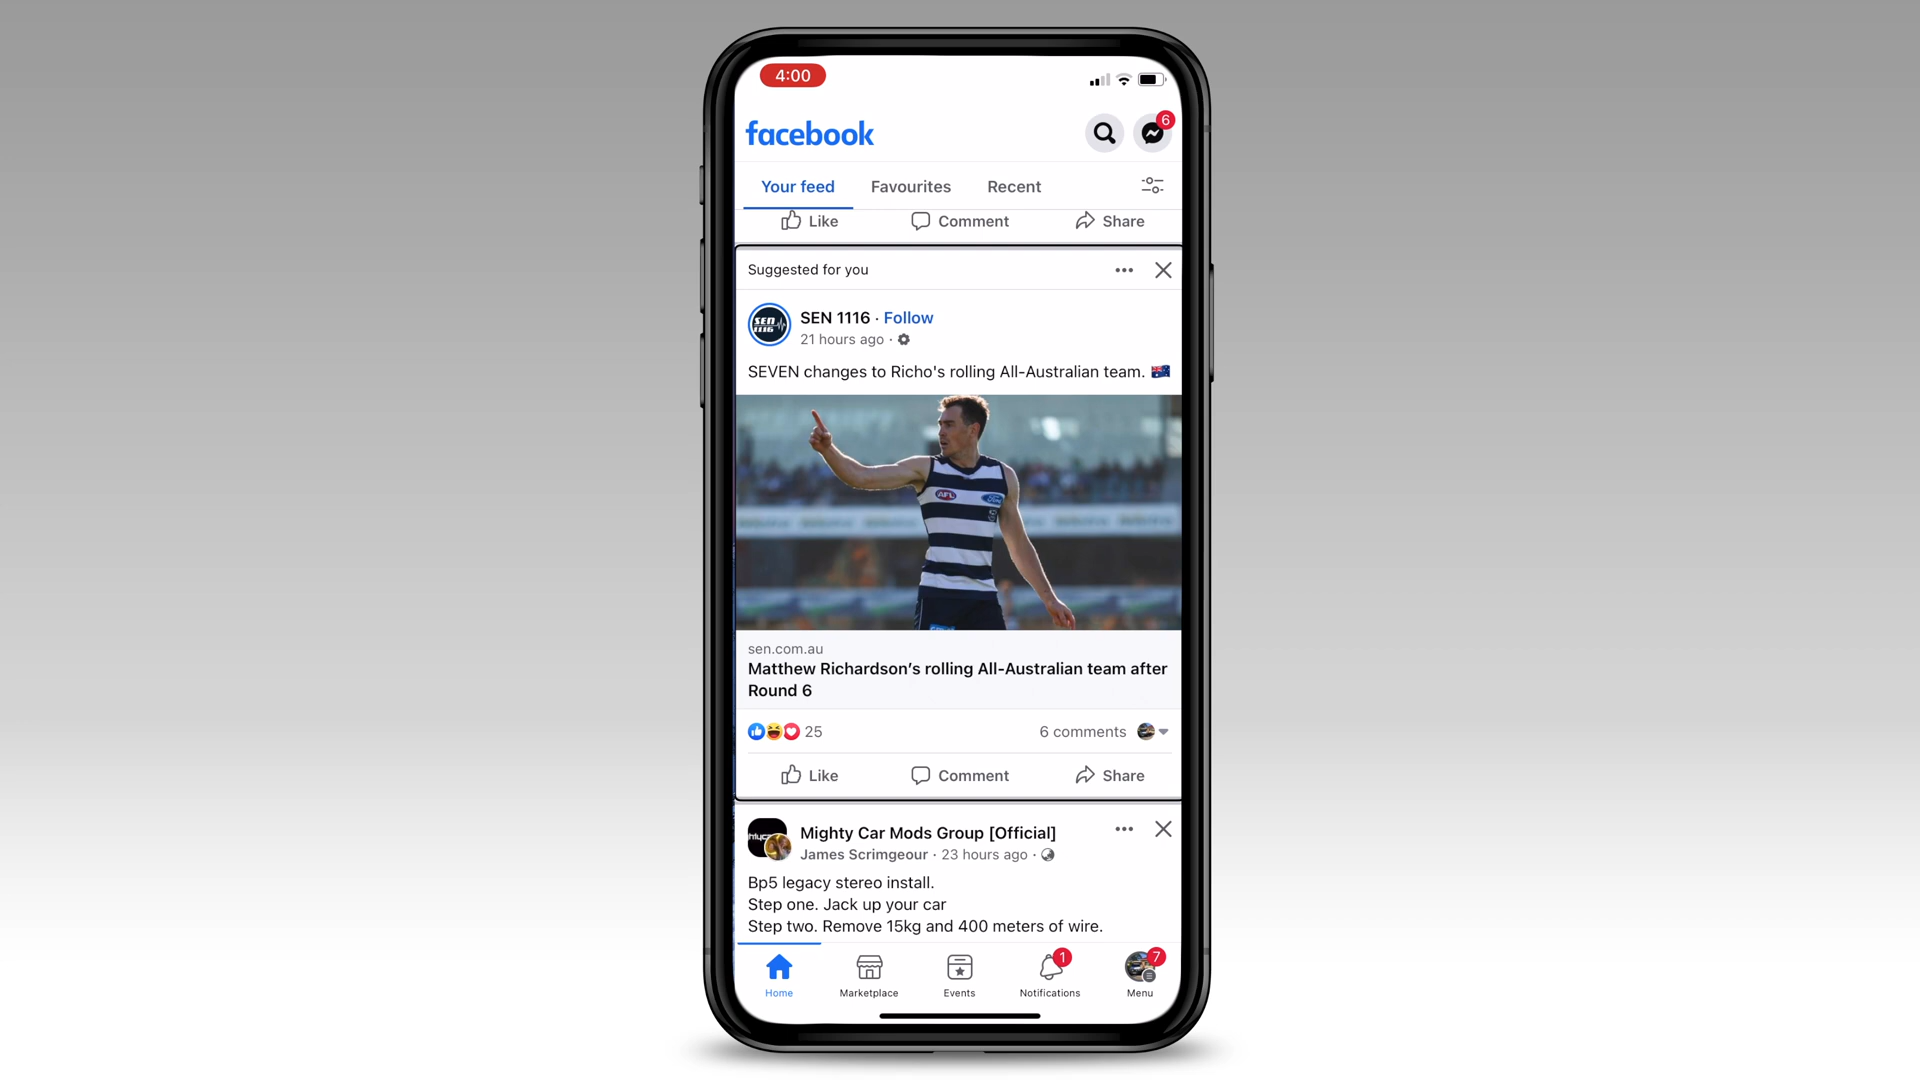 4:00
facebook
6
Your feed Favourites Recent
Like Comment Share
Suggested for you
SEN 1116 · Follow
SEN
1116
21 hours ago ·
SEVEN changes to Richo's rolling All-Australian team. 🇦🇺
AFL
Ford
sen.com.au
Matthew Richardson’s rolling All-Australian team after
Round 6
25 6 comments
Like Comment Share
Mighty Car Mods Group [Official]
James Scrimgeour · 23 hours ago ·
Bp5 legacy stereo install.
Step one. Jack up your car
Step two. Remove 15kg and 400 meters of wire.
1 7
Home Marketplace Events Notifications Menu